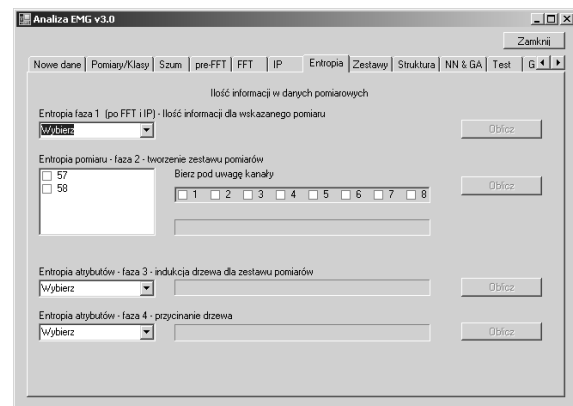 Analiza EMG v3.0
Zamknij
Nowe dane Pomiary/Klasy Szum pre-FFT FFT IP Entropia Zestawy Struktura NN & GA Test G
Ilość informacji w danych pomiarowych
Entropia faza 1 (po FFT i IP) - Ilość informacji dla wskazanego pomiaru
Wybierz Oblicz
Entropia pomiaru - faza 2 - tworzenie zestawu pomiarów
57 Bierz pod uwagę kanały
58 1 2 3 4 5 6 7 8 Oblicz
Entropia atrybutów - faza 3 - indukcja drzewa dla zestawu pomiarów
Wybierz Oblicz
Entropia atrybutów - faza 4 - przycinanie drzewa
Wybierz Oblicz